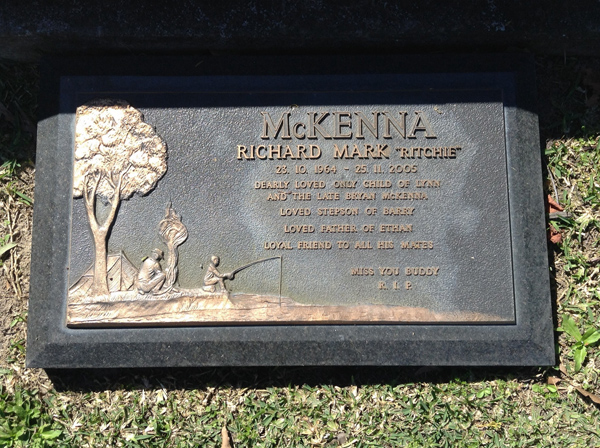 McKENNA
RICHARD MARK "RITCHIE"
23. 10. 1964 - 25. 11. 2005
DEARLY LOVED ONLY CHILD OF LYNN
AND THE LATE BRYAN McKENNA
LOVED STEPSON OF BARRY
LOVED FATHER OF ETHAN
LOYAL FRIEND TO ALL HIS MATES
MISS YOU BUDDY
R. I. P.